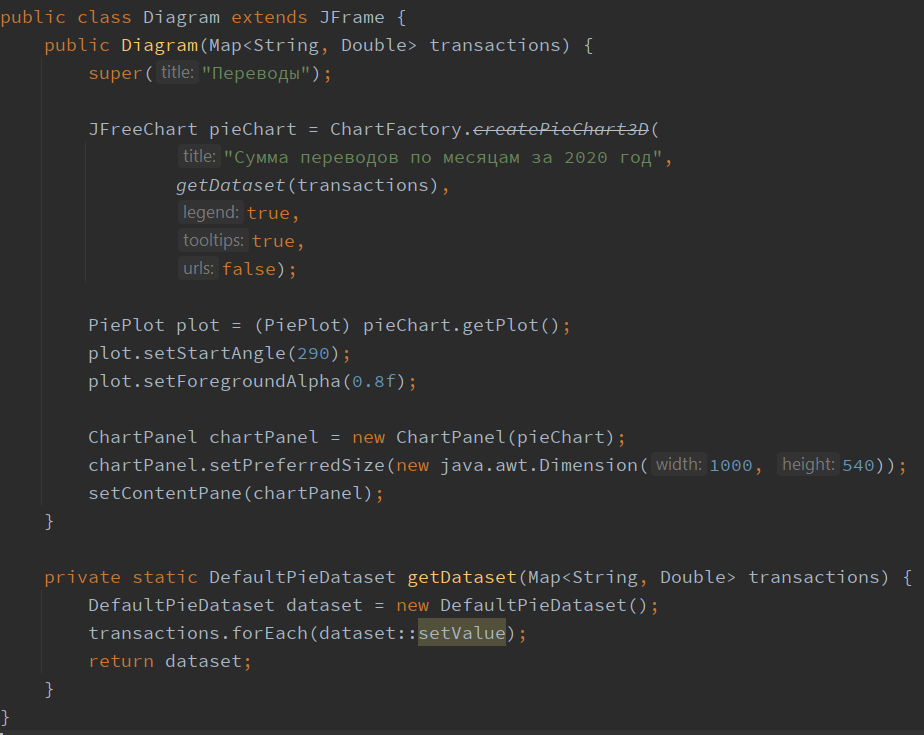 public class Diagram extends JFrame {
    public Diagram(Map<String, Double> transactions) {
        super( title: "Переводы");

        JFreeChart pieChart = ChartFactory.createPieChart3D(
                title: "Сумма переводов по месяцам за 2020 год",
                getDataset(transactions),
                legend: true,
                tooltips: true,
                urls: false);

        PiePlot plot = (PiePlot) pieChart.getPlot();
        plot.setStartAngle(290);
        plot.setForegroundAlpha(0.8f);

        ChartPanel chartPanel = new ChartPanel(pieChart);
        chartPanel.setPreferredSize(new java.awt.Dimension( width: 1000, height: 540));
        setContentPane(chartPanel);
    }

    private static DefaultPieDataset getDataset(Map<String, Double> transactions) {
        DefaultPieDataset dataset = new DefaultPieDataset();
        transactions.forEach(dataset::setValue);
        return dataset;
    }
}